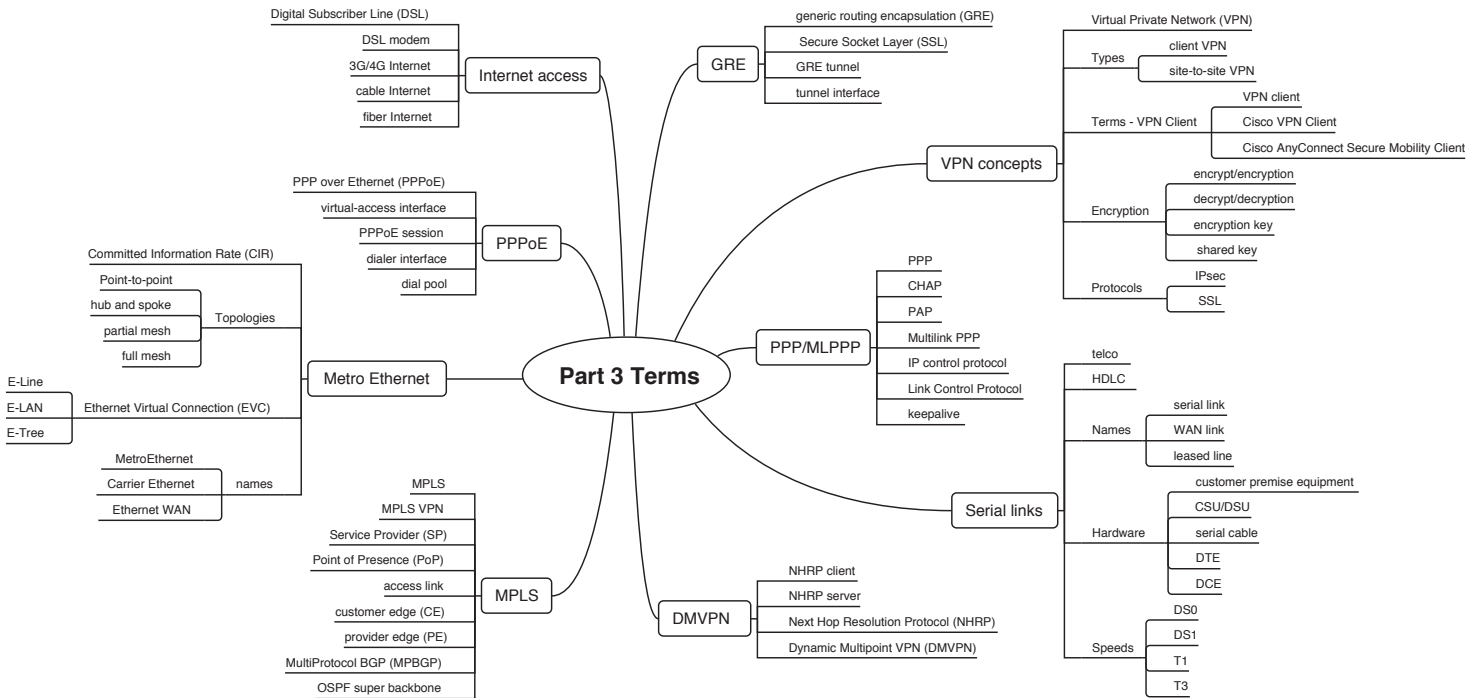 Part 3 Terms
Internet access
Digital Subscriber Line (DSL)
DSL modem
3G/4G Internet
cable Internet
fiber Internet
PPPoE
PPP over Ethernet (PPPoE)
virtual-access interface
PPPoE session
dialer interface
dial pool
Metro Ethernet
Committed Information Rate (CIR)
Topologies
Point-to-point
hub and spoke
partial mesh
full mesh
Ethernet Virtual Connection (EVC)
E-Line
E-LAN
E-Tree
names
MetroEthernet
Carrier Ethernet
Ethernet WAN
MPLS
MPLS
MPLS VPN
Service Provider (SP)
Point of Presence (PoP)
access link
customer edge (CE)
provider edge (PE)
MultiProtocol BGP (MPBGP)
OSPF super backbone
GRE
generic routing encapsulation (GRE)
Secure Socket Layer (SSL)
GRE tunnel
tunnel interface
VPN concepts
Virtual Private Network (VPN)
Types
client VPN
site-to-site VPN
Terms - VPN Client
VPN client
Cisco VPN Client
Cisco AnyConnect Secure Mobility Client
Encryption
encrypt/encryption
decrypt/decryption
encryption key
shared key
Protocols
IPsec
SSL
PPP/MLPPP
PPP
CHAP
PAP
Multilink PPP
IP control protocol
Link Control Protocol
keepalive
Serial links
telco
HDLC
Names
serial link
WAN link
leased line
Hardware
customer premise equipment
CSU/DSU
serial cable
DTE
DCE
Speeds
DS0
DS1
T1
T3
DMVPN
NHRP client
NHRP server
Next Hop Resolution Protocol (NHRP)
Dynamic Multipoint VPN (DMVPN)